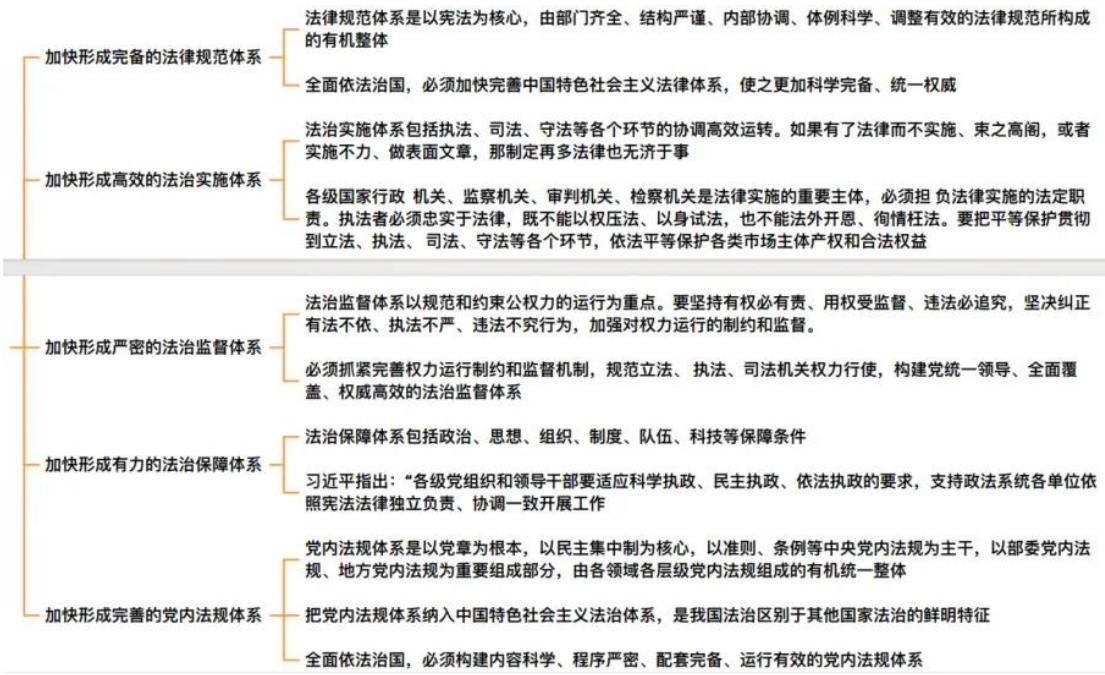 法律规范体系是以宪法为核心，由部门齐全、结构严谨、内部协调、体例科学、调整有效的法律规范所构成
的有机整体
加快形成完备的法律规范体系
全面依法治国，必须加快完善中国特色社会主义法律体系，使之更加科学完备、统一权威
法治实施体系包括执法、司法、守法等各个环节的协调高效运转。如果有了法律而不实施、束之高阁，或者
实施不力、做表面文章，那制定再多法律也无济于事
加快形成高效的法治实施体系
各级国家行政 机关、监察机关、审判机关、检察机关是法律实施的重要主体，必须担 负法律实施的法定职
责。执法者必须忠实于法律，既不能以权压法、以身试法，也不能法外开恩、徇情枉法。要把平等保护贯彻
到立法、执法、 司法、守法等各个环节，依法平等保护各类市场主体产权和合法权益
法治监督体系以规范和约束公权力的运行为重点。要坚持有权必有责、用权受监督、违法必追究，坚决纠正
有法不依、执法不严、违法不究行为，加强对权力运行的制约和监督。
加快形成严密的法治监督体系
必须抓紧完善权力运行制约和监督机制，规范立法、 执法、司法机关权力行使，构建党统一领导、全面覆
盖、权威高效的法治监督体系
法治保障体系包括政治、思想、组织、制度、队伍、科技等保障条件
加快形成有力的法治保障体系
习近平指出：“各级党组织和领导干部要适应科学执政、民主执政、依法执政的要求，支持政法系统各单位依
照宪法法律独立负责、协调一致开展工作
党内法规体系是以党章为根本，以民主集中制为核心，以准则、条例等中央党内法规为主干，以部委党内法
规、地方党内法规为重要组成部分，由各领域各层级党内法规组成的有机统一整体
加快形成完善的党内法规体系
把党内法规体系纳入中国特色社会主义法治体系，是我国法治区别于其他国家法治的鲜明特征
全面依法治国，必须构建内容科学、程序严密、配套完备、运行有效的党内法规体系